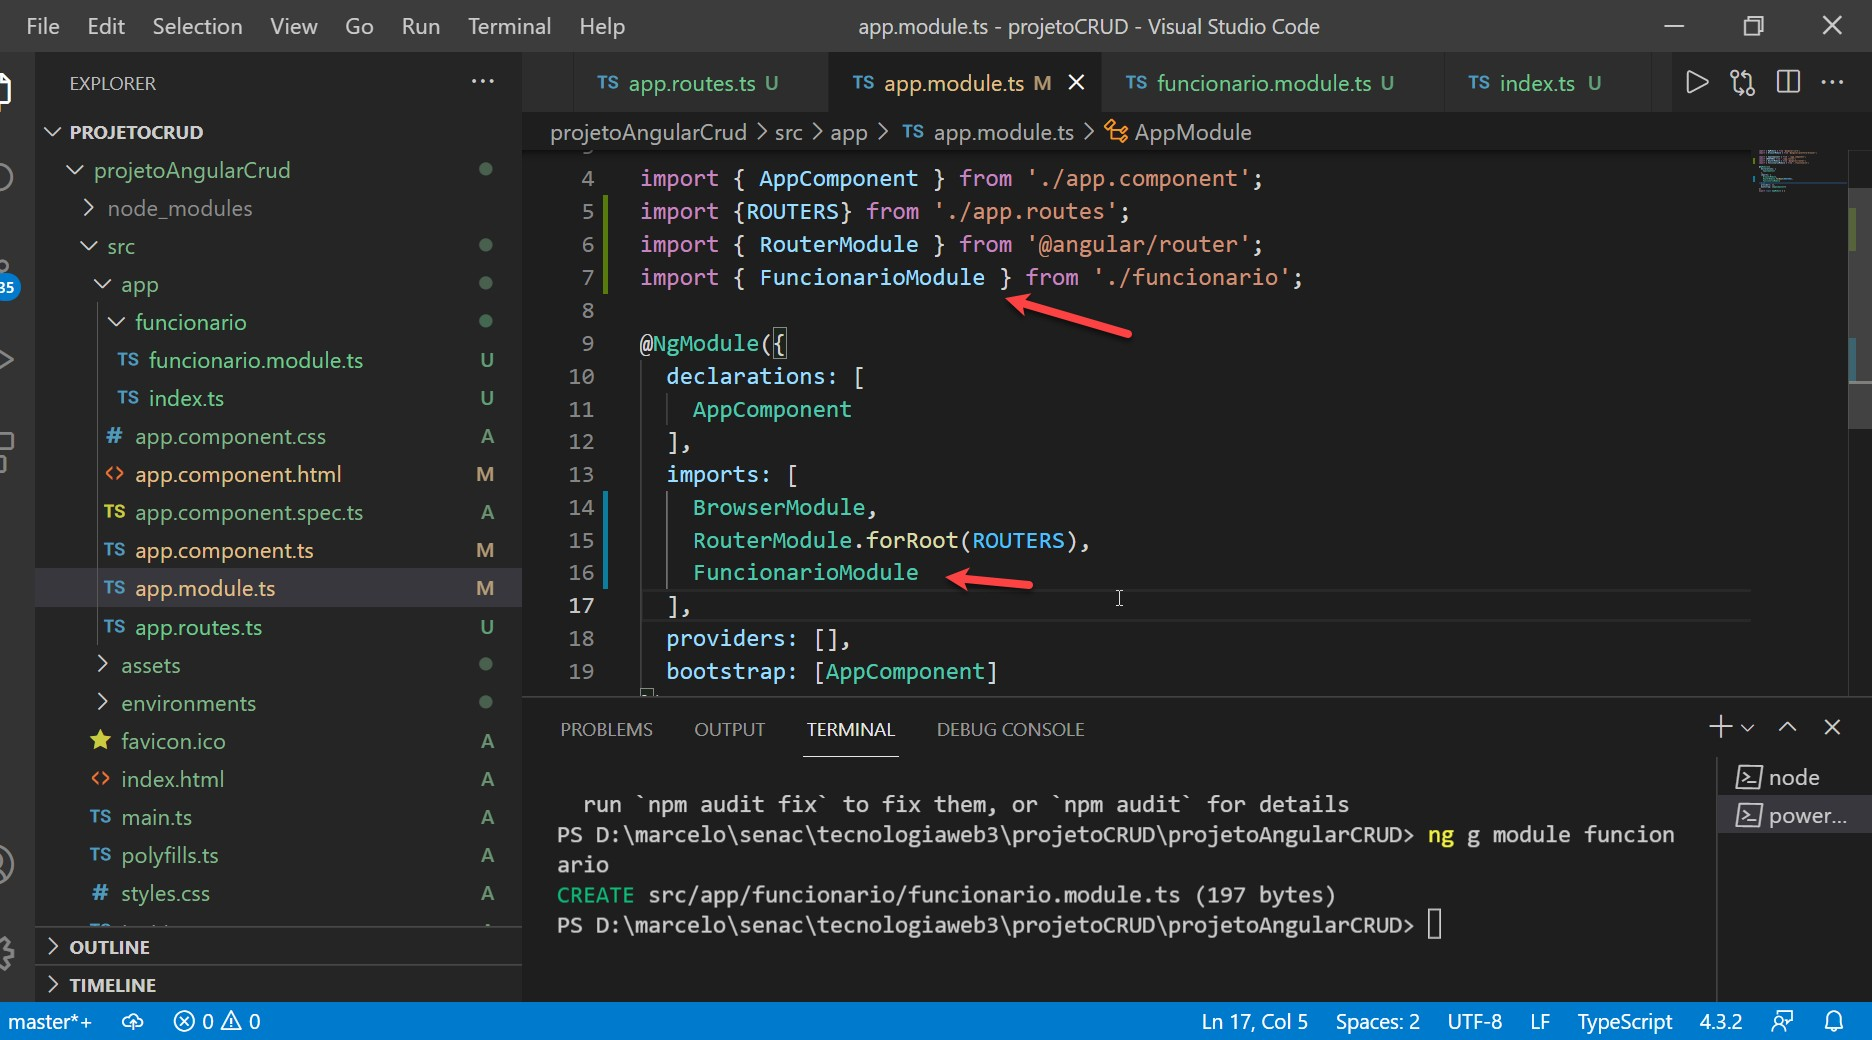 File Edit Selection View Go Run Terminal Help
app.module.ts - projetoCRUD - Visual Studio Code
EXPLORER
PROJETOCRUD
projetoAngularCrud
node_modules
src
app
funcionario
TS funcionario.module.ts U
TS index.ts U
# app.component.css A
<> app.component.html M
TS app.component.spec.ts A
TS app.component.ts M
TS app.module.ts M
TS app.routes.ts U
assets
environments
favicon.ico A
<> index.html A
TS main.ts A
TS polyfills.ts A
# styles.css A
OUTLINE
TIMELINE
35
TS app.routes.ts U TS app.module.ts M TS funcionario.module.ts U TS index.ts U
projetoAngularCrud > src > app > TS app.module.ts > AppModule
4 import { AppComponent } from './app.component';
5 import {ROUTERS} from './app.routes';
6 import { RouterModule } from '@angular/router';
7 import { FuncionarioModule } from './funcionario';
8
9 @NgModule({
10 declarations: [
11 AppComponent
12 ],
13 imports: [
14 BrowserModule,
15 RouterModule.forRoot(ROUTERS),
16 FuncionarioModule
17 ],
18 providers: [],
19 bootstrap: [AppComponent]
PROBLEMS OUTPUT TERMINAL DEBUG CONSOLE
run `npm audit fix` to fix them, or `npm audit` for details
PS D:\marcelo\senac\tecnologiaweb3\projetoCRUD\projetoAngularCRUD> ng g module funcion
ario
CREATE src/app/funcionario/funcionario.module.ts (197 bytes)
PS D:\marcelo\senac\tecnologiaweb3\projetoCRUD\projetoAngularCRUD>
node
power...
master*+ 0 0 Ln 17, Col 5 Spaces: 2 UTF-8 LF TypeScript 4.3.2